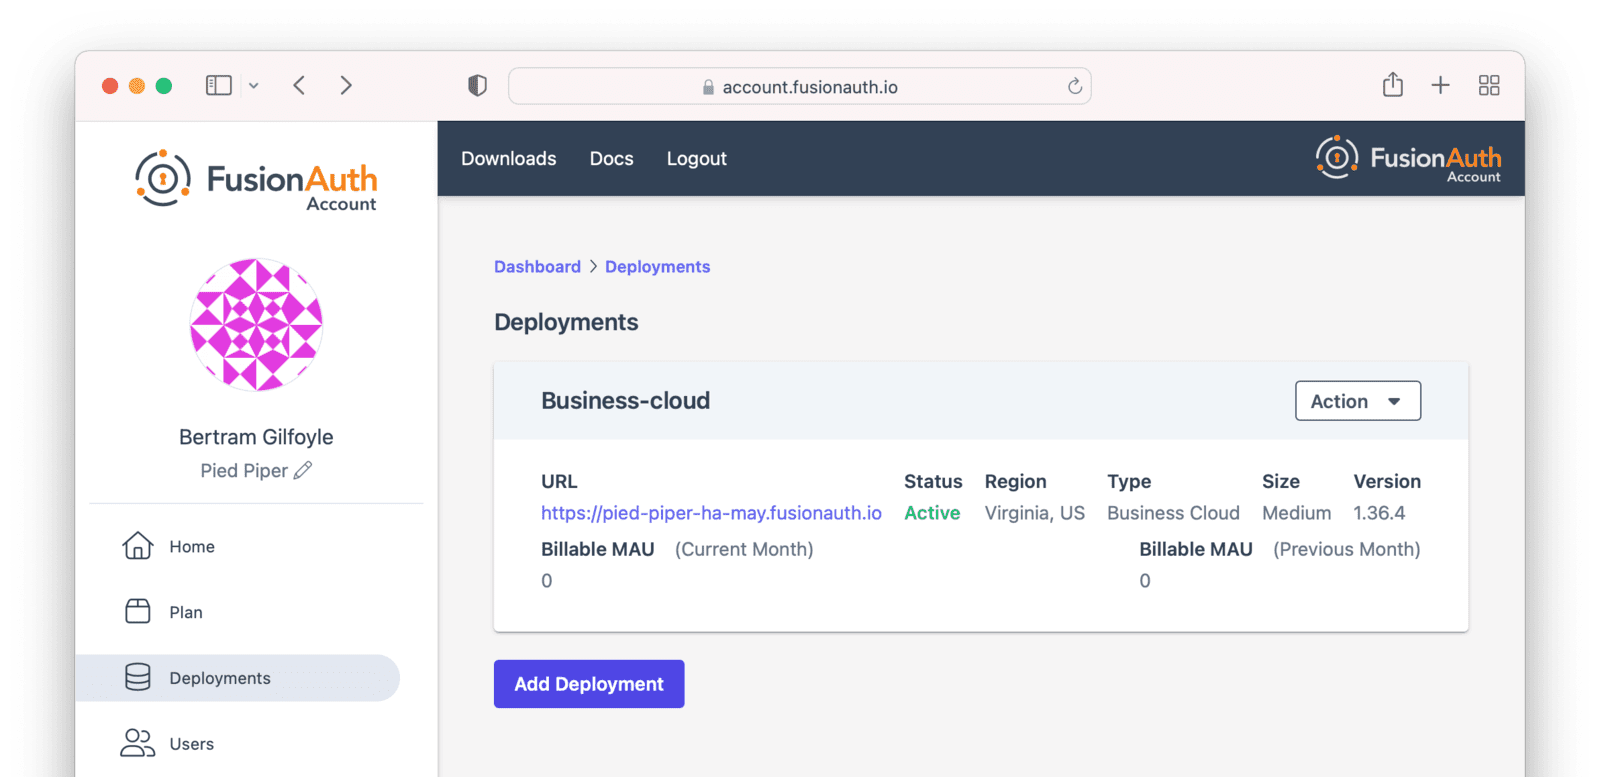 account.fusionauth.io
FusionAuth
Account
Downloads Docs Logout
FusionAuth
Account
Bertram Gilfoyle
Pied Piper
Home
Plan
Deployments
Users
Dashboard > Deployments
Deployments
Business-cloud
Action
URL Status Region Type Size Version
https://pied-piper-ha-may.fusionauth.io Active Virginia, US Business Cloud Medium 1.36.4
Billable MAU (Current Month) Billable MAU (Previous Month)
0 0
Add Deployment